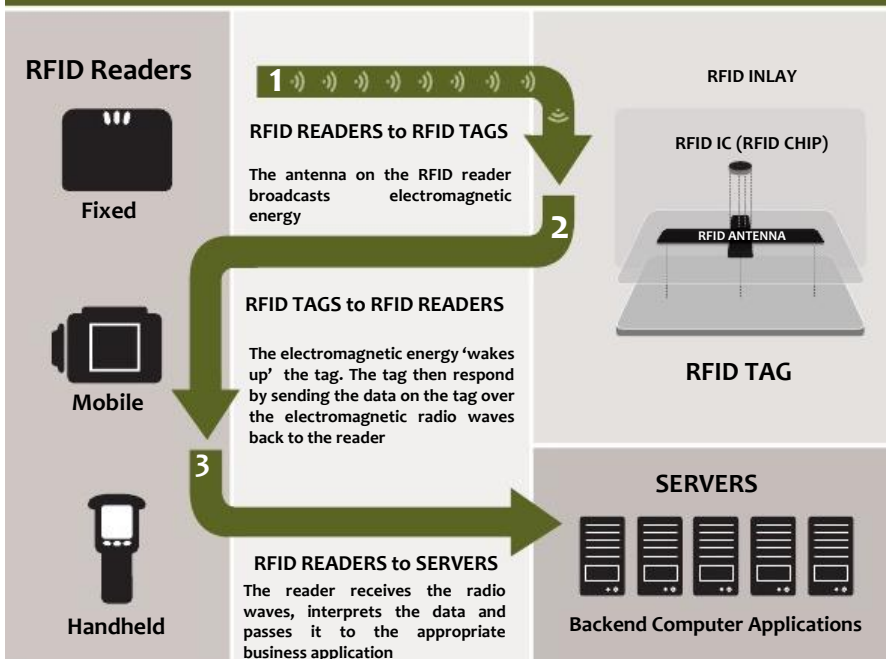 RFID Readers
Fixed
Mobile
Handheld
1
RFID READERS to RFID TAGS
The antenna on the RFID reader
broadcasts electromagnetic
energy
2
RFID TAGS to RFID READERS
The electromagnetic energy ‘wakes
up’ the tag. The tag then respond
by sending the data on the tag over
the electromagnetic radio waves
back to the reader
3
RFID READERS to SERVERS
The reader receives the radio
waves, interprets the data and
passes it to the appropriate
business application
RFID INLAY
RFID IC (RFID CHIP)
RFID ANTENNA
RFID TAG
SERVERS
Backend Computer Applications